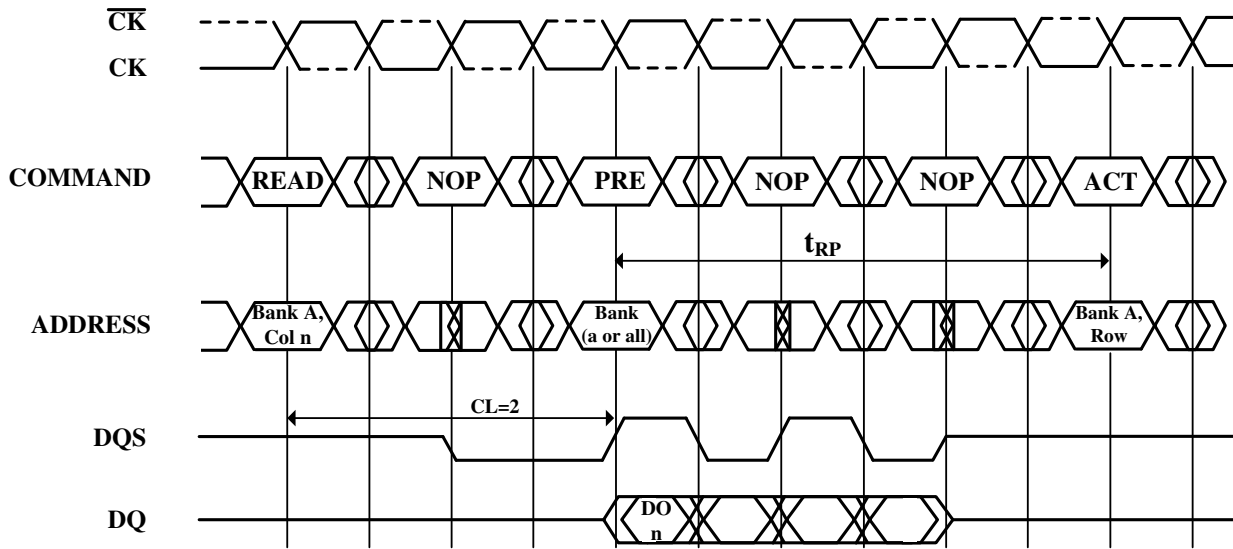 CK
CK
COMMAND
READ
NOP
PRE
NOP
NOP
ACT
tRP
ADDRESS
Bank A,
Col n
Bank
(a or all)
Bank A,
Row
CL=2
DQS
DQ
DO
n